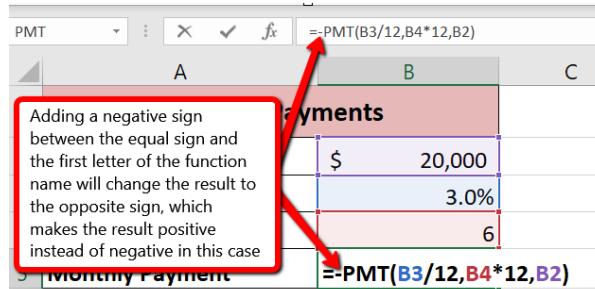 PMT
fx
=-PMT(B3/12,B4*12,B2)
A B C
Payments
Adding a negative sign
between the equal sign and
the first letter of the function
name will change the result to
the opposite sign, which
makes the result positive
instead of negative in this case
$ 20,000
3.0%
6
5 Monthly Payment =-PMT(B3/12,B4*12,B2)